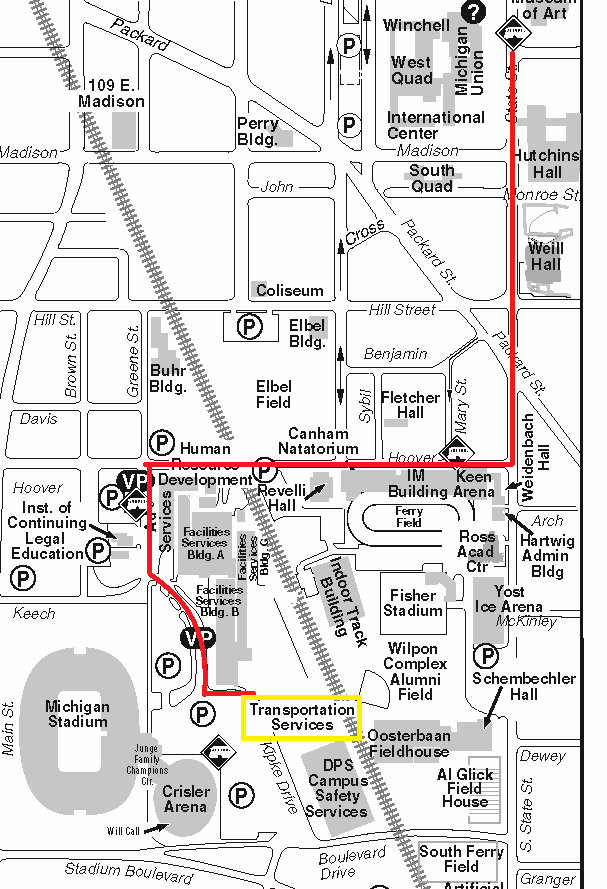 Packard
?
Museum
of Art
Winchell
P
West
Quad
Michigan
Union
State St.
109 E.
Madison
Perry
Bldg.
P
International
Center
Madison
Madison
Hutchins
Hall
South
Quad
John
Monroe St.
Cross
Packard St.
Weill
Hall
Coliseum
Hill Street
Hill St.
Brown St.
Greene St.
P
Elbel
Bldg.
Packard St.
Benjamin
Buhr
Bldg.
Elbel
Field
Sybil
Fletcher
Hall
Mary St.
Davis
P
Human
Resource
Development
Canham
Natatorium
Hoover
Weidenbach
Hall
VP
P
Hoover
P
Revelli
Hall
IM
Building
Keen
Arena
Inst. of
Continuing
Legal
Education
P
P
Services
Facilities
Services
Bldg. A
Facilities
Services
Ferry
Field
Arch
Ross
Acad
Ctr
Hartwig
Admin
Bldg
Facilities
Services
Bldg. B
Indoor Track
Building
Fisher
Stadium
Yost
Ice Arena
McKinley
Keech
VP
P
Wilpon
Complex
Alumni
Field
P
Schembechler
Hall
Main St.
Michigan
Stadium
P
Transportation
Services
Oosterbaan
Fieldhouse
Junge
Family
Champions
Ctr.
Kipke Drive
DPS
Campus
Safety
Services
Dewey
Crisler
Arena
P
Al Glick
Field
House
S. State St.
Will Call
Stadium Boulevard
Boulevard
Drive
South Ferry
Field
P
Artificial
Granger